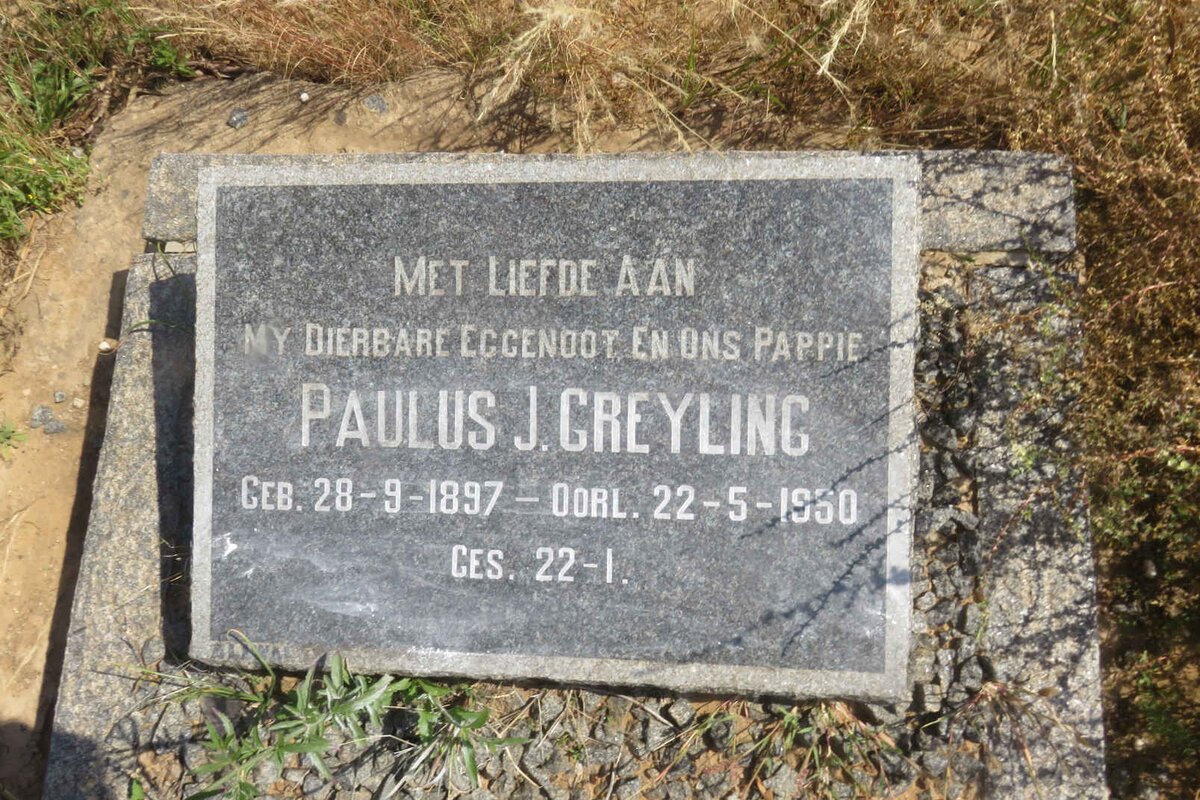 MET LIEFDE AAN
MY DIERBARE EGGENOOT EN ONS PAPPIE
PAULUS J. GREYLING
GEB. 28-9-1897 — OORL. 22-5-1950
GES. 22-1.